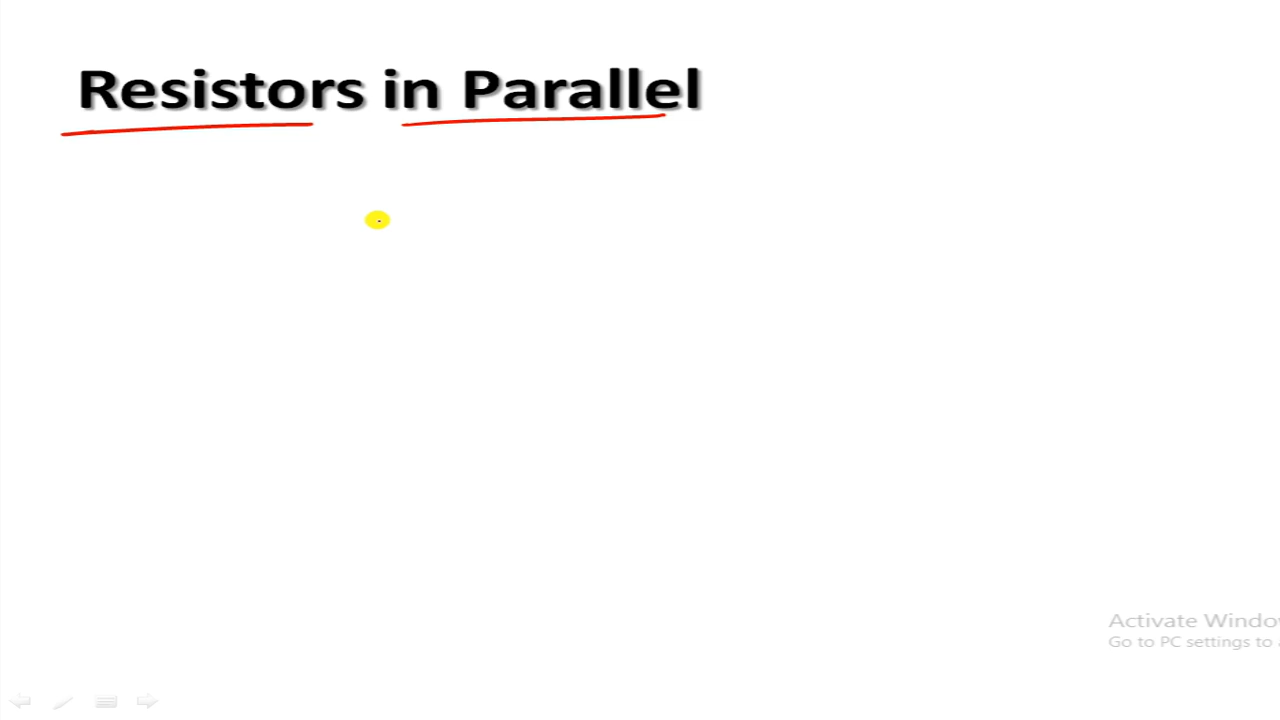 Resistors in Parallel
Activate Windo
Go to PC settings to